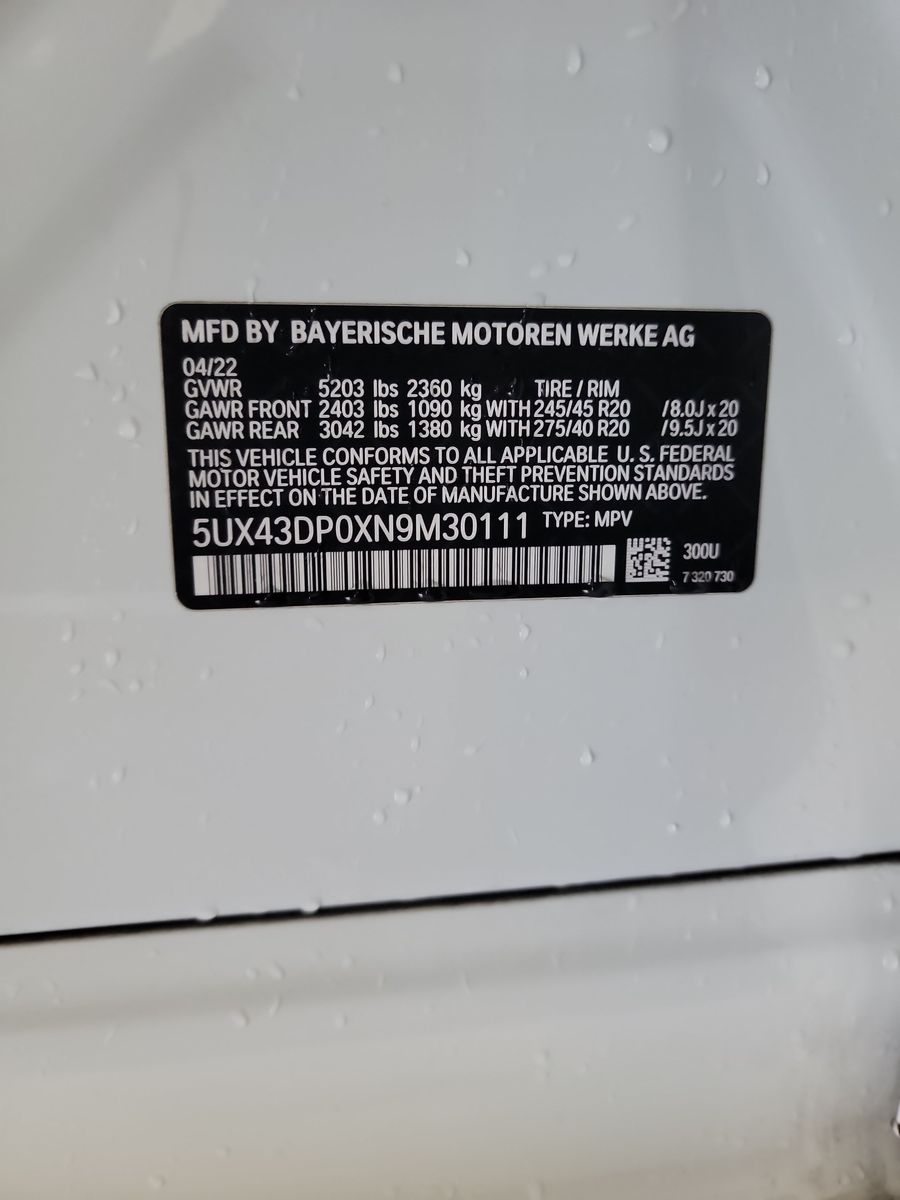 MFD BY BAYERISCHE MOTOREN WERKE AG
04/22
GVWR 5203 lbs 2360 kg TIRE / RIM
GAWR FRONT 2403 lbs 1090 kg WITH 245/45 R20 /8.0J x 20
GAWR REAR 3042 lbs 1380 kg WITH 275/40 R20 /9.5J x 20
THIS VEHICLE CONFORMS TO ALL APPLICABLE U. S. FEDERAL
MOTOR VEHICLE SAFETY AND THEFT PREVENTION STANDARDS
IN EFFECT ON THE DATE OF MANUFACTURE SHOWN ABOVE.
5UX43DP0XN9M30111 TYPE: MPV
300U
7 320 730